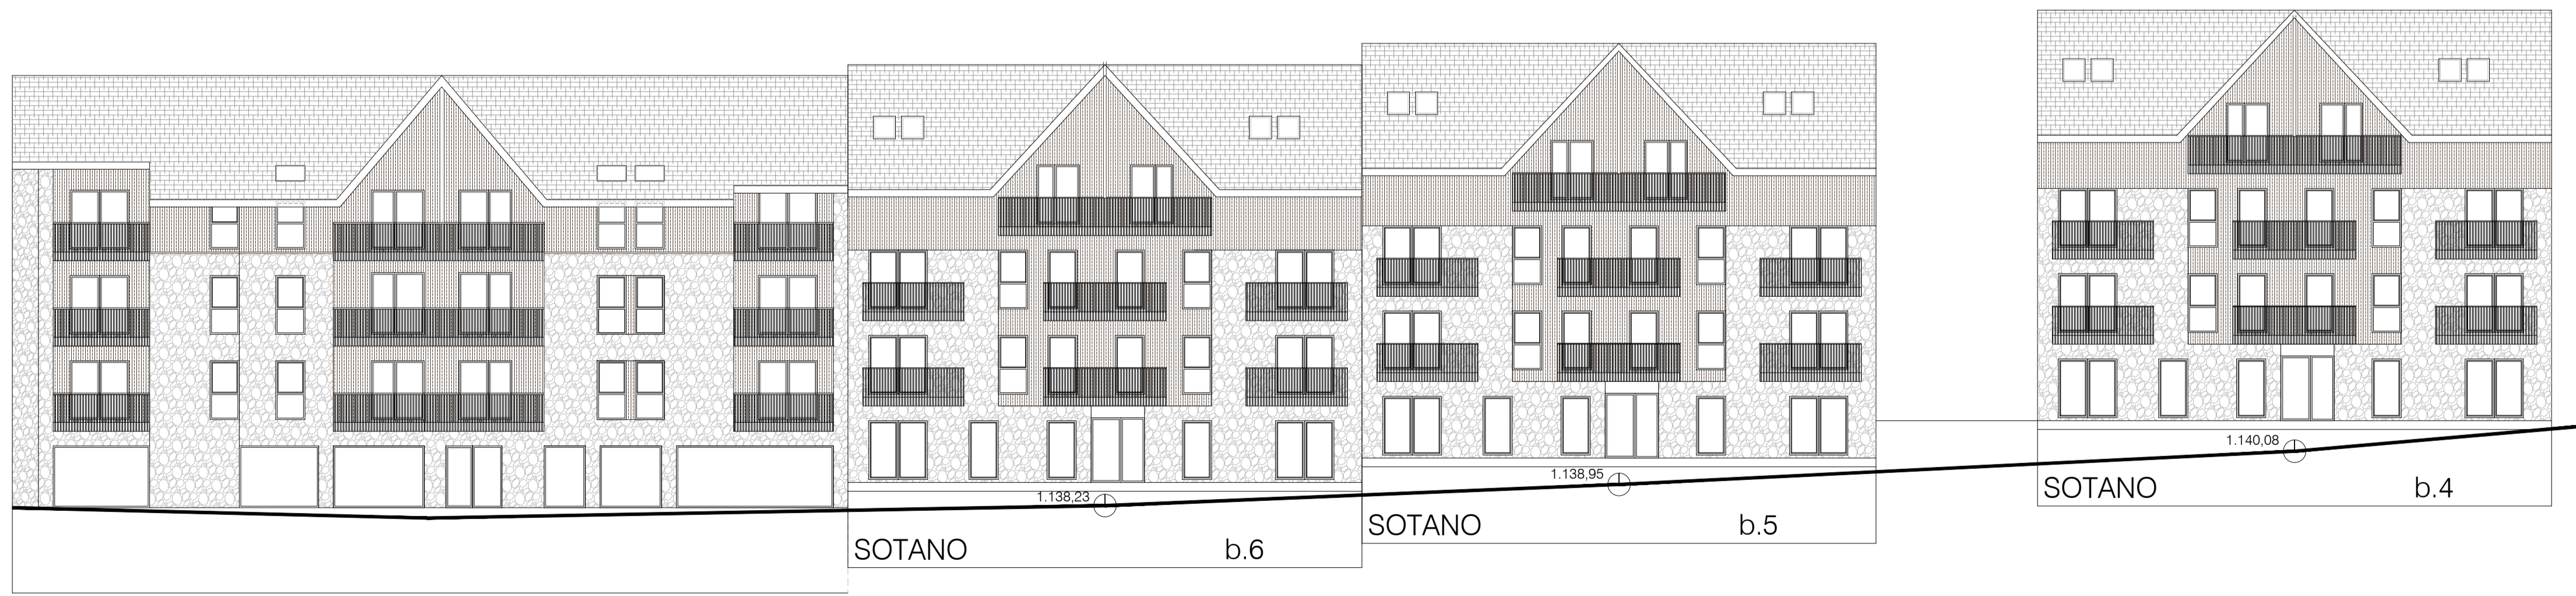 1.138,23
SOTANO
b.6
1.138,95
SOTANO
b.5
1.140,08
SOTANO
b.4